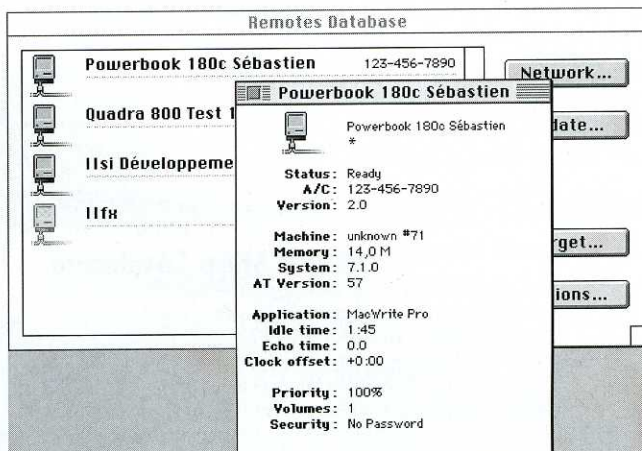 Remotes Database
Powerbook 180c Sébastien 123-456-7890
Quadra 800 Test 1
IIsi Développeme
IIfx
Network...
date...
rget...
ions...
Powerbook 180c Sébastien
Powerbook 180c Sébastien
*
Status: Ready
A/C: 123-456-7890
Version: 2.0
Machine: unknown #71
Memory: 14,0 M
System: 7.1.0
AT Version: 57
Application: MacWrite Pro
Idle time: 1:45
Echo time: 0.0
Clock offset: +0:00
Priority: 100%
Volumes: 1
Security: No Password